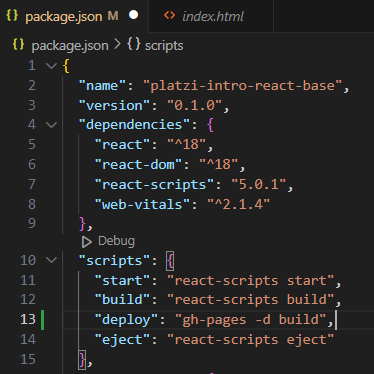 {} package.json M ● <> index.html
{} package.json > {} scripts
1 {
2 "name": "platzi-intro-react-base",
3 "version": "0.1.0",
4 "dependencies": {
5 "react": "^18",
6 "react-dom": "^18",
7 "react-scripts": "5.0.1",
8 "web-vitals": "^2.1.4"
9 },
Debug
10 "scripts": {
11 "start": "react-scripts start",
12 "build": "react-scripts build",
13 "deploy": "gh-pages -d build",
14 "eject": "react-scripts eject"
15 },